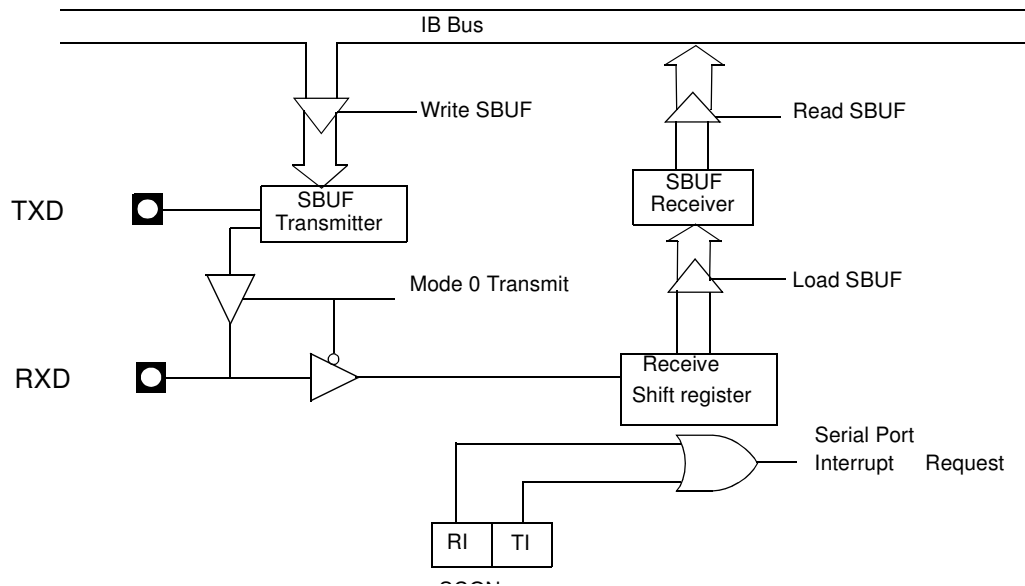 IB Bus
Write SBUF
Read SBUF
SBUF
Transmitter
SBUF
Receiver
TXD
Mode 0 Transmit
Load SBUF
RXD
Receive
Shift register
Serial Port
Interrupt Request
RI
TI